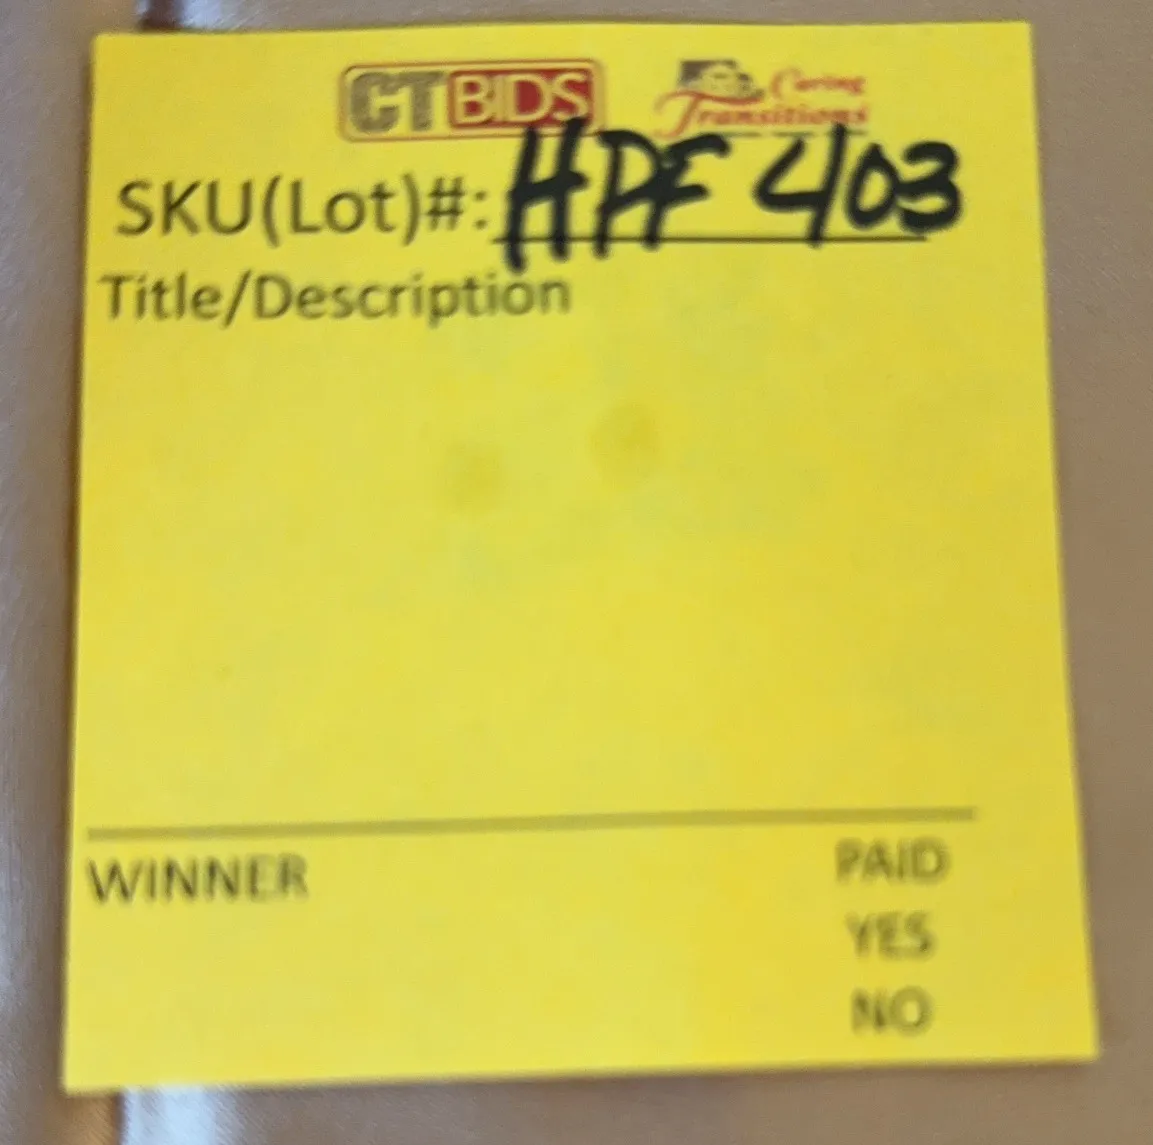 CTBIDS Caring
Transitions
SKU(Lot)#: HPF 403
Title/Description
WINNER PAID
YES
NO